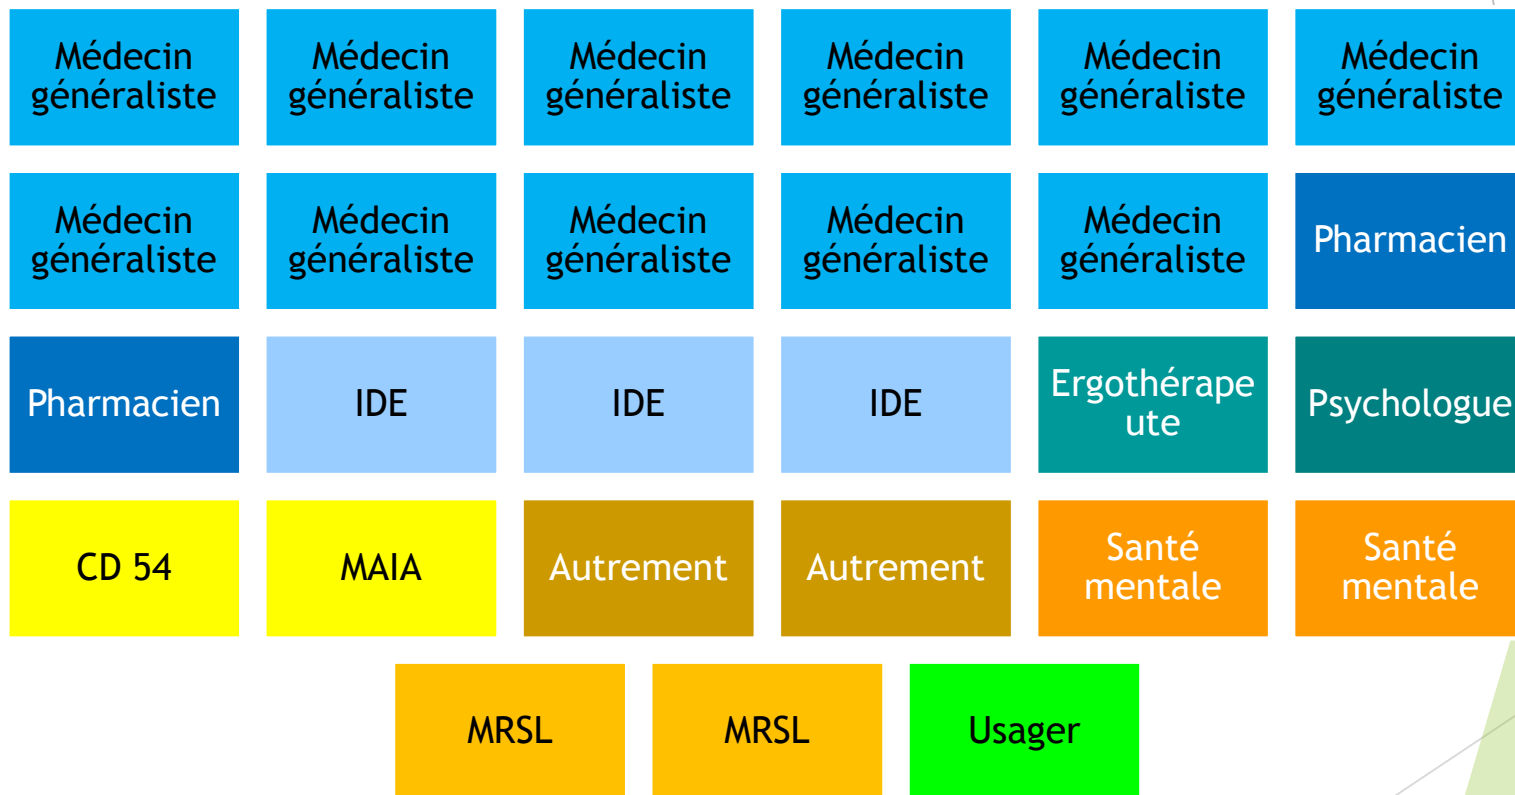 Médecin
généraliste
Médecin
généraliste
Médecin
généraliste
Médecin
généraliste
Médecin
généraliste
Médecin
généraliste
Médecin
généraliste
Médecin
généraliste
Médecin
généraliste
Médecin
généraliste
Médecin
généraliste
Pharmacien
Pharmacien
IDE
IDE
IDE
Ergothérape
ute
Psychologue
CD 54
MAIA
Autrement
Autrement
Santé
mentale
Santé
mentale
MRSL
MRSL
Usager